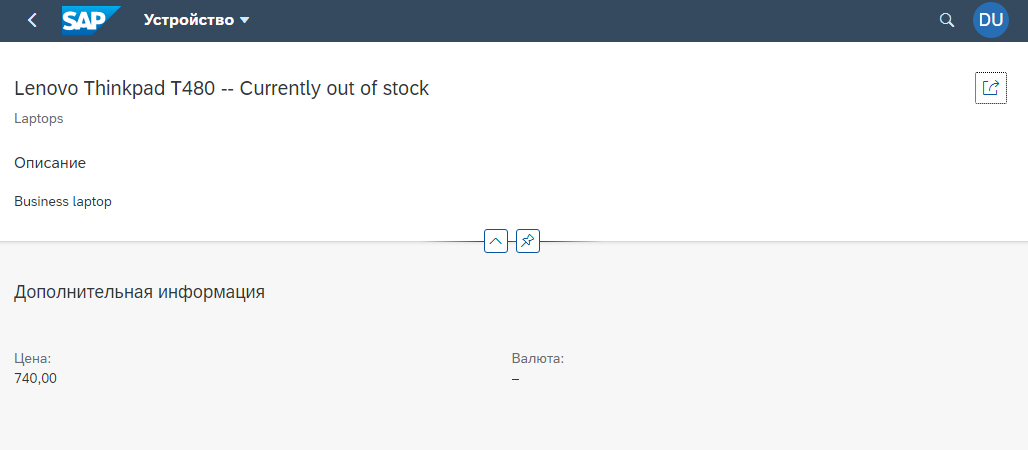 SAP Устройство DU
Lenovo Thinkpad T480 -- Currently out of stock
Laptops
Описание
Business laptop
Дополнительная информация
Цена: Валюта:
740,00 –